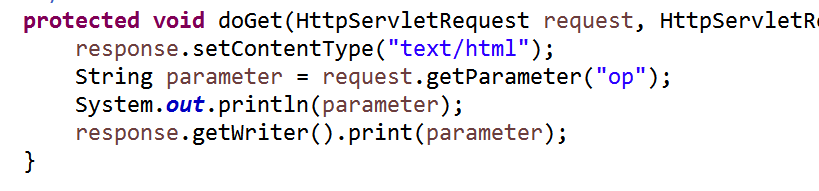 protected void doGet(HttpServletRequest request, HttpServletR
response.setContentType("text/html");
String parameter = request.getParameter("op");
System.out.println(parameter);
response.getWriter().print(parameter);
}